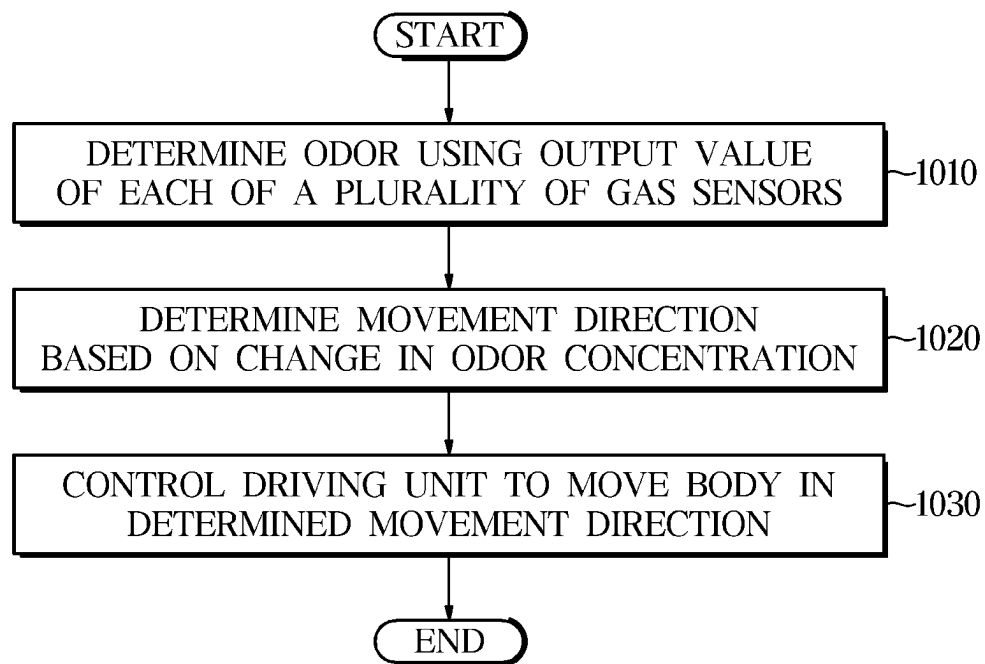 START
DETERMINE ODOR USING OUTPUT VALUE
OF EACH OF A PLURALITY OF GAS SENSORS
1010
DETERMINE MOVEMENT DIRECTION
BASED ON CHANGE IN ODOR CONCENTRATION
1020
CONTROL DRIVING UNIT TO MOVE BODY IN
DETERMINED MOVEMENT DIRECTION
1030
END